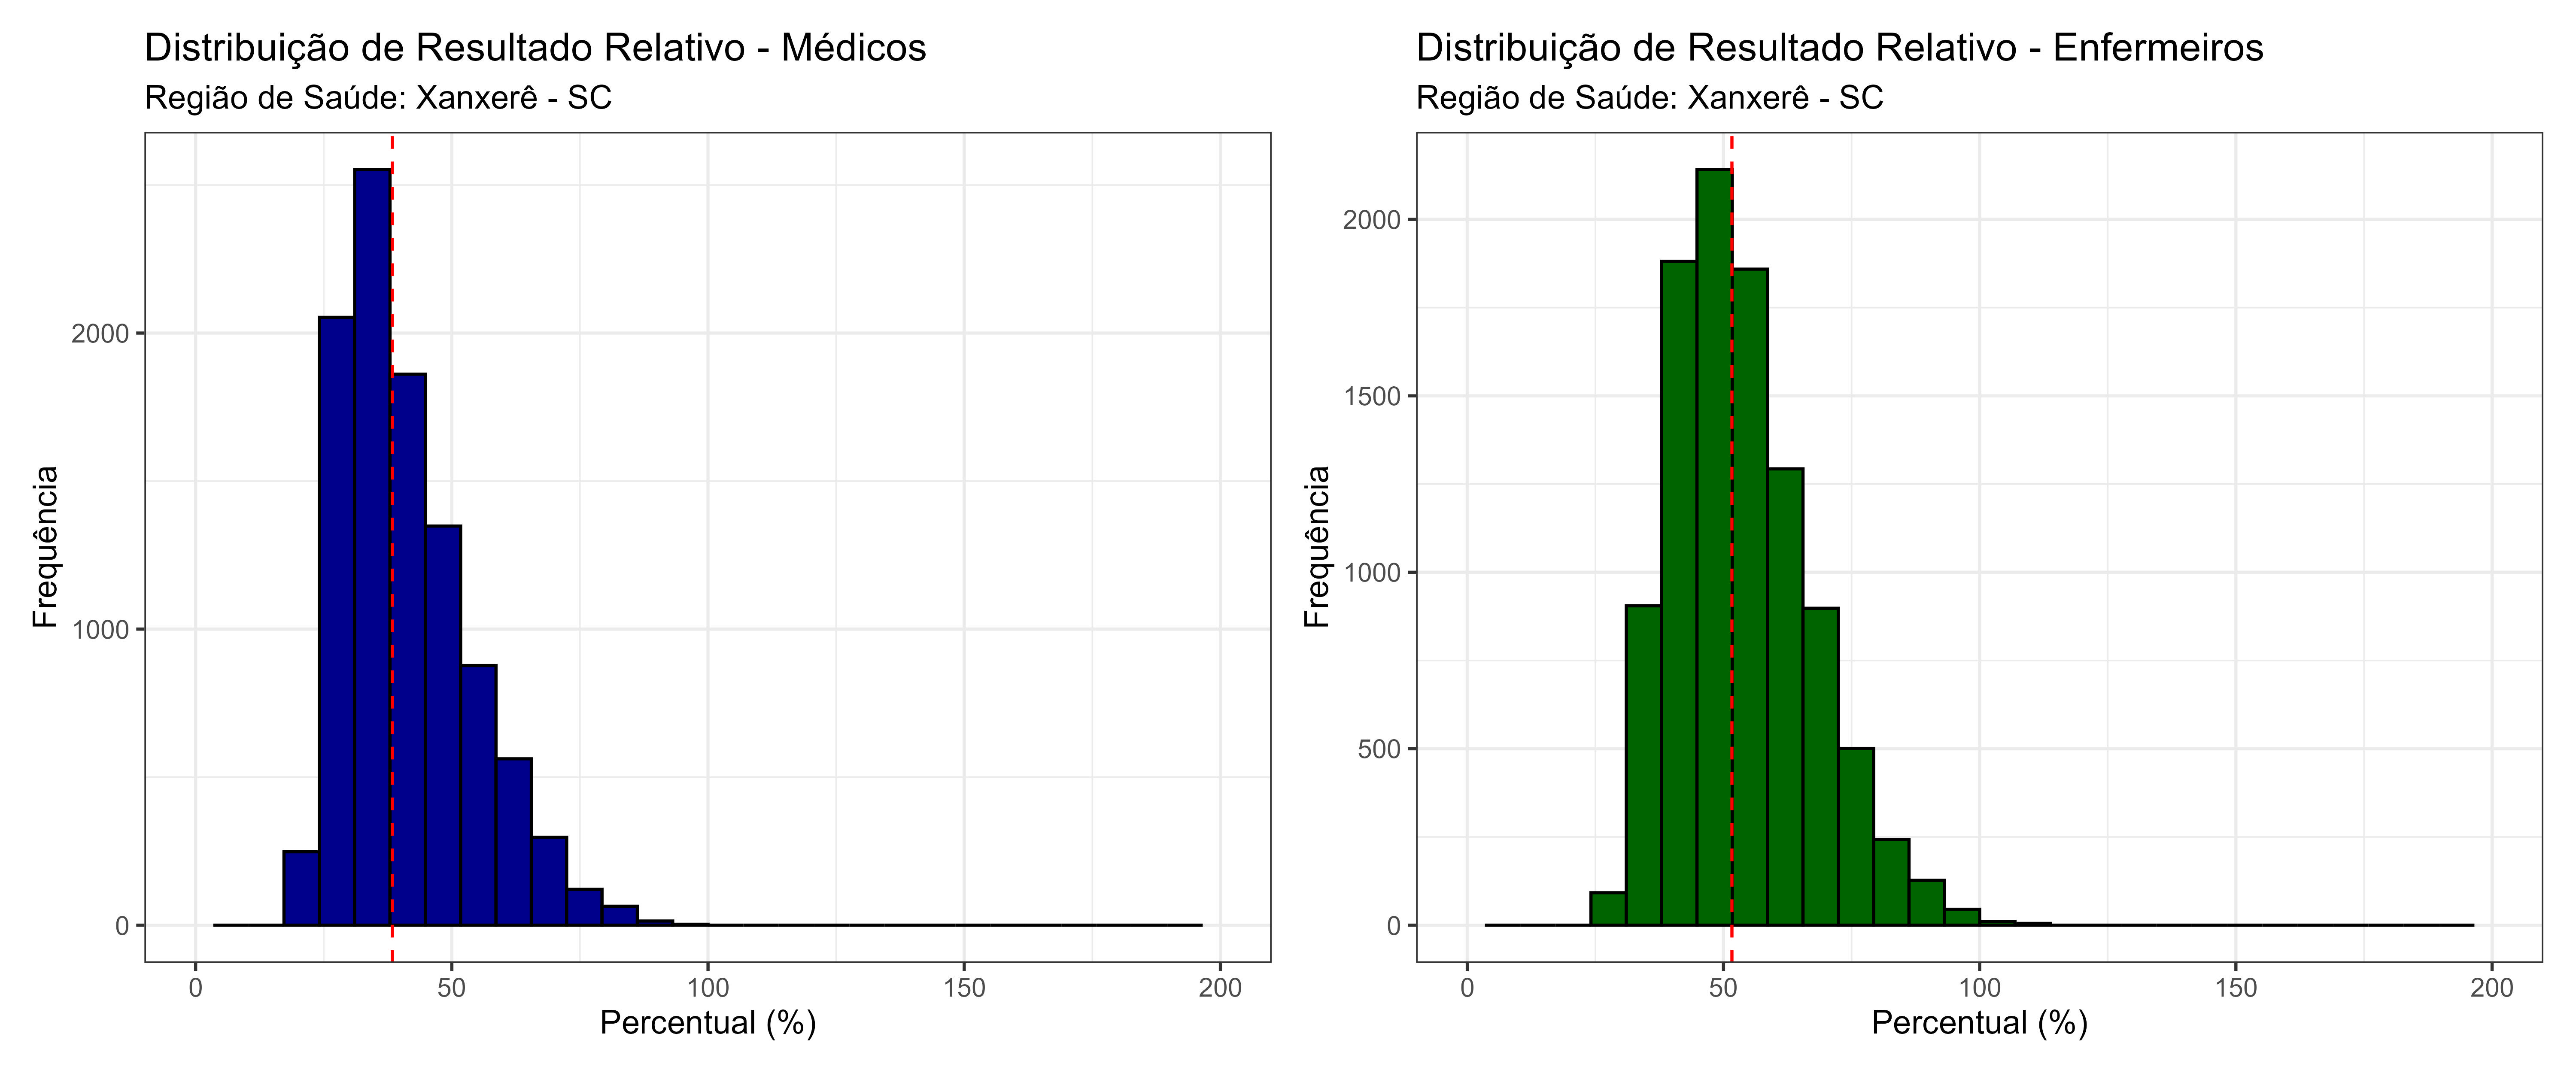 Distribuição de Resultado Relativo - Médicos
Região de Saúde: Xanxerê - SC
Frequência
2000
1000
0
0 50 100 150 200
Percentual (%)
Distribuição de Resultado Relativo - Enfermeiros
Região de Saúde: Xanxerê - SC
Frequência
2000
1500
1000
500
0
0 50 100 150 200
Percentual (%)